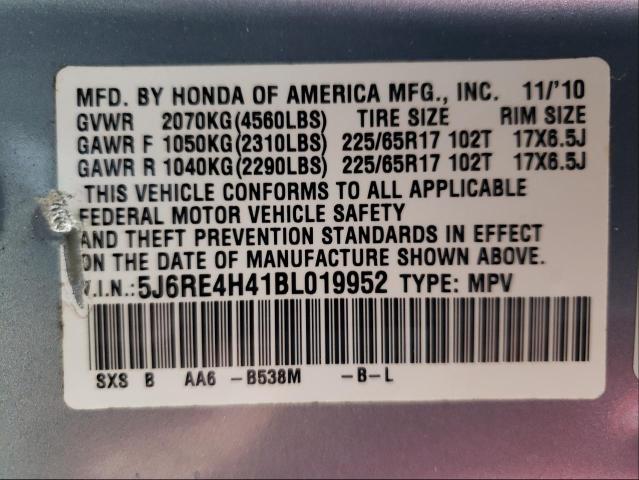 MFD. BY HONDA OF AMERICA MFG., INC. 11/'10
GVWR 2070KG(4560LBS) TIRE SIZE RIM SIZE
GAWR F 1050KG(2310LBS) 225/65R17 102T 17X6.5J
GAWR R 1040KG(2290LBS) 225/65R17 102T 17X6.5J
THIS VEHICLE CONFORMS TO ALL APPLICABLE
FEDERAL MOTOR VEHICLE SAFETY
AND THEFT PREVENTION STANDARDS IN EFFECT
ON THE DATE OF MANUFACTURE SHOWN ABOVE.
V.I.N.:5J6RE4H41BL019952 TYPE: MPV
SXS B AA6 -B538M -B-L